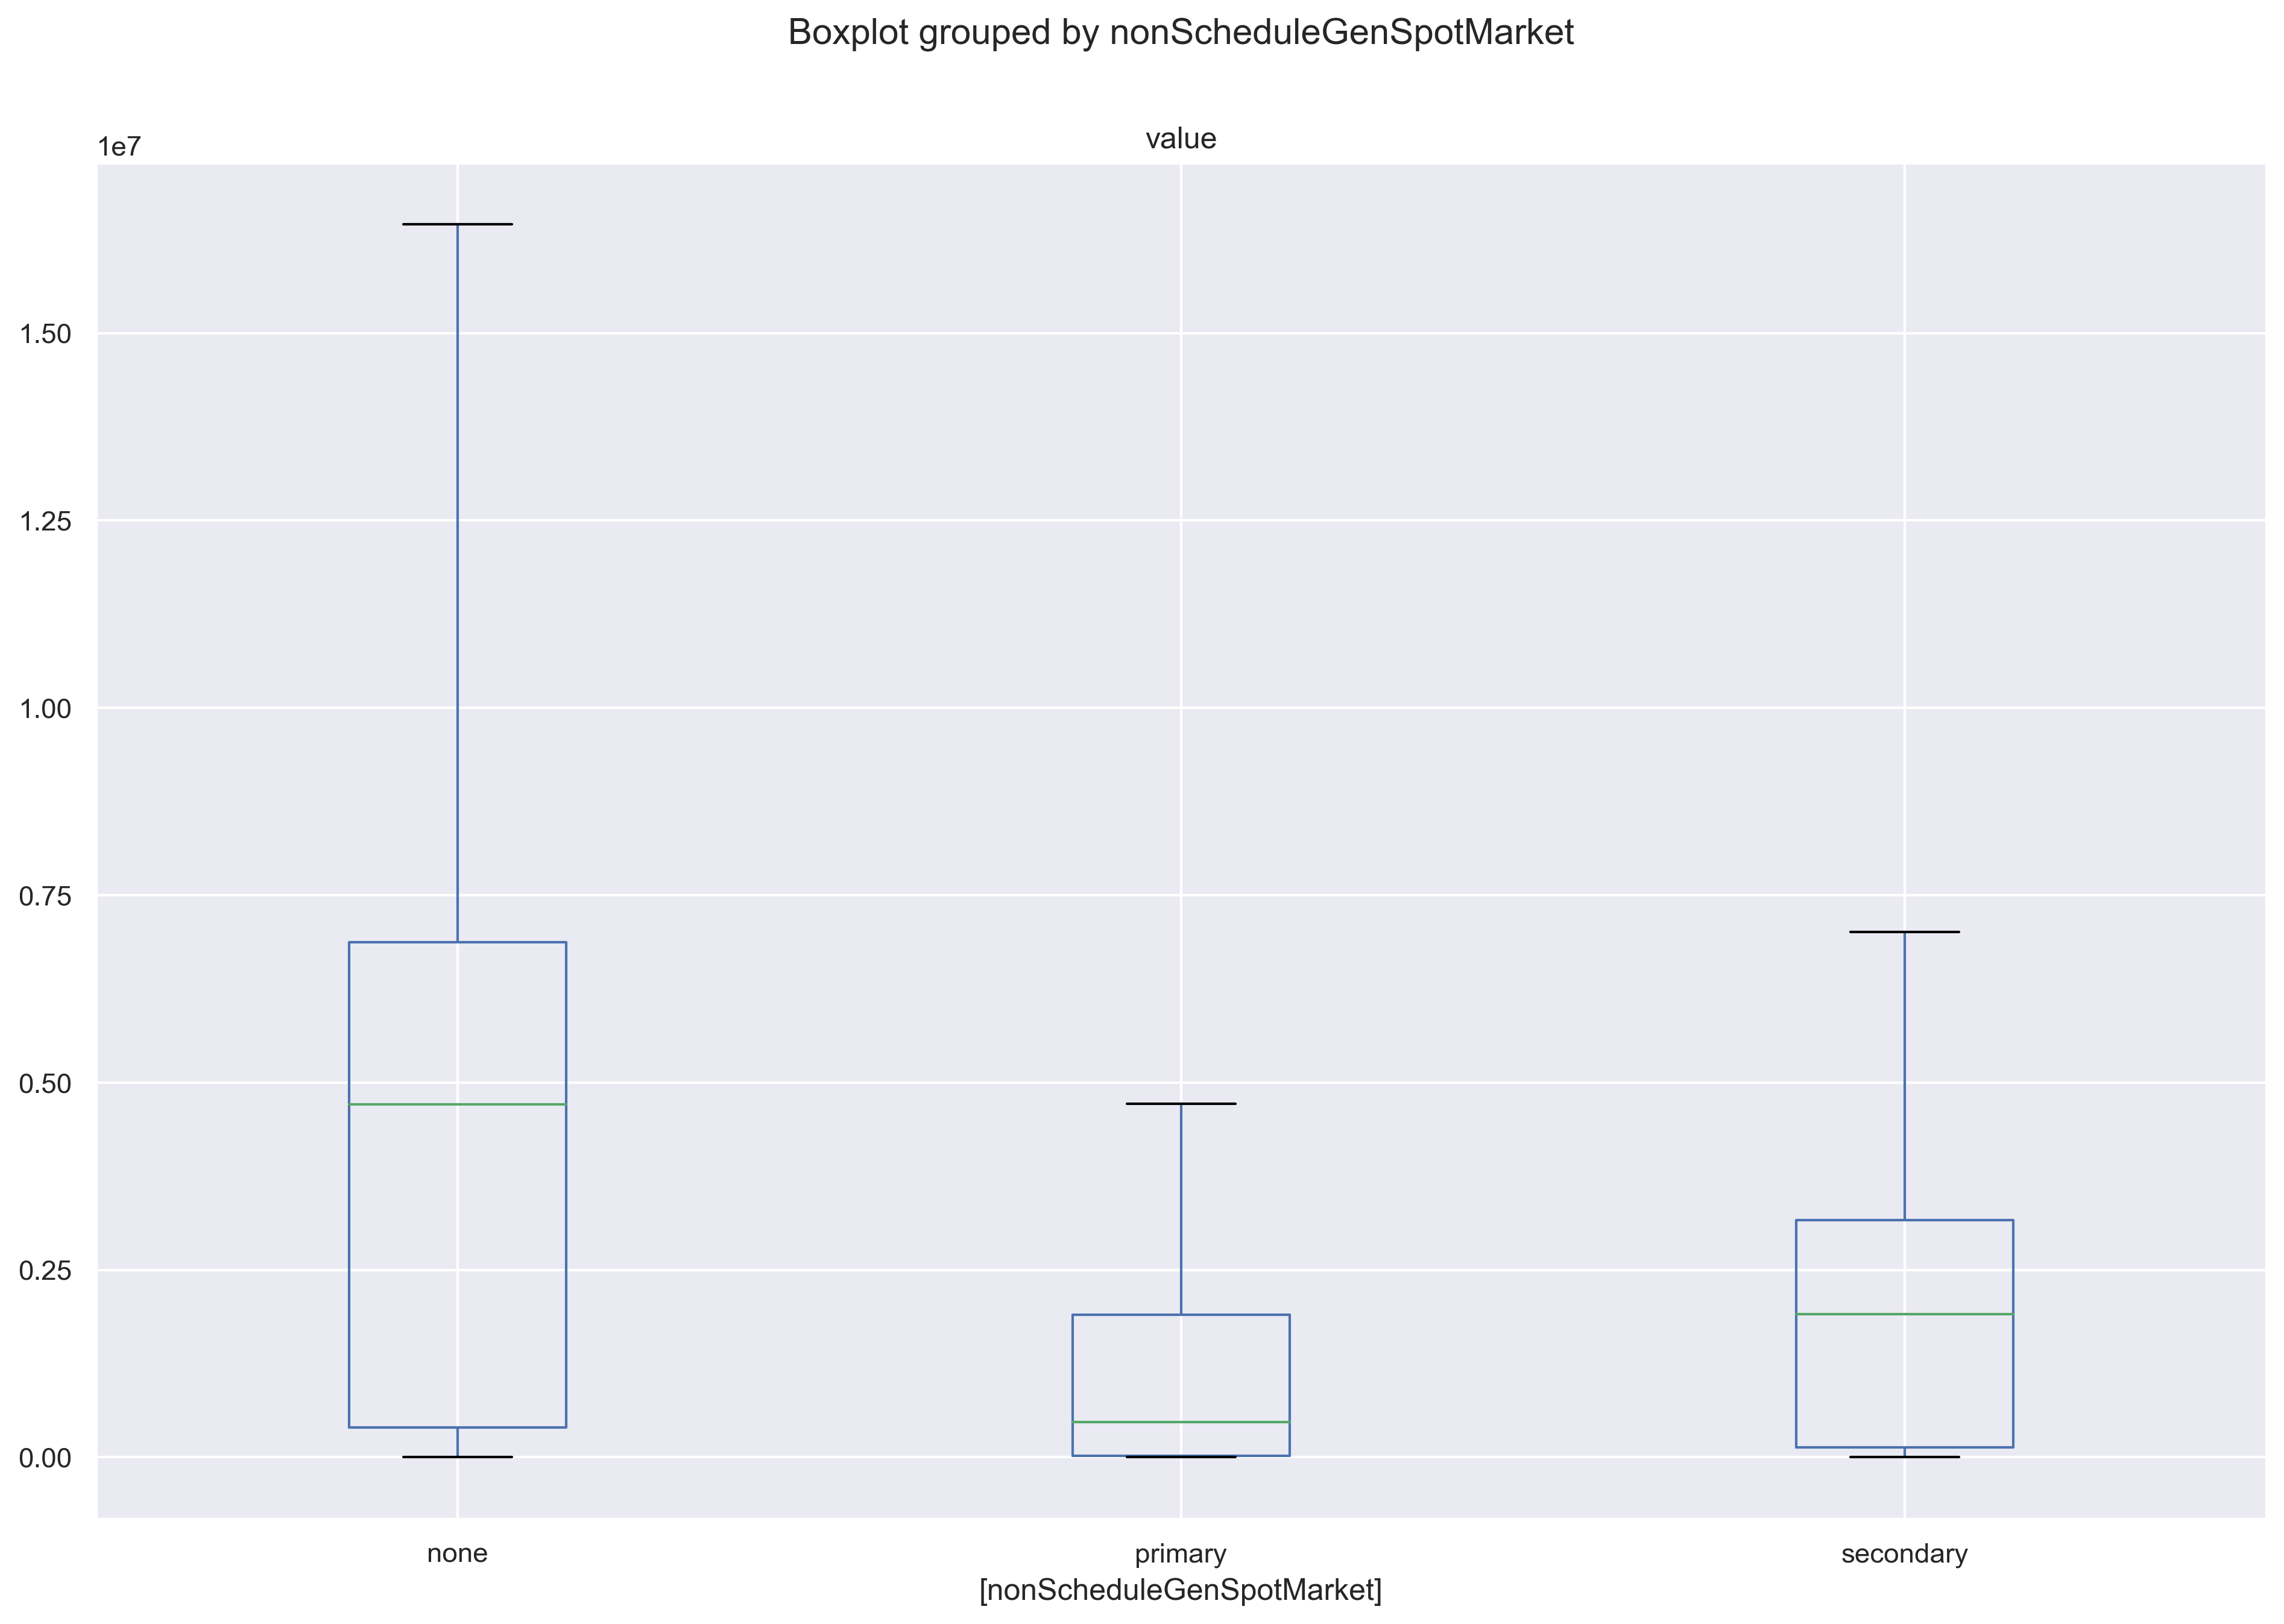 Boxplot grouped by nonScheduleGenSpotMarket
value
1e7
1.50
1.25
1.00
0.75
0.50
0.25
0.00
none primary secondary
[nonScheduleGenSpotMarket]